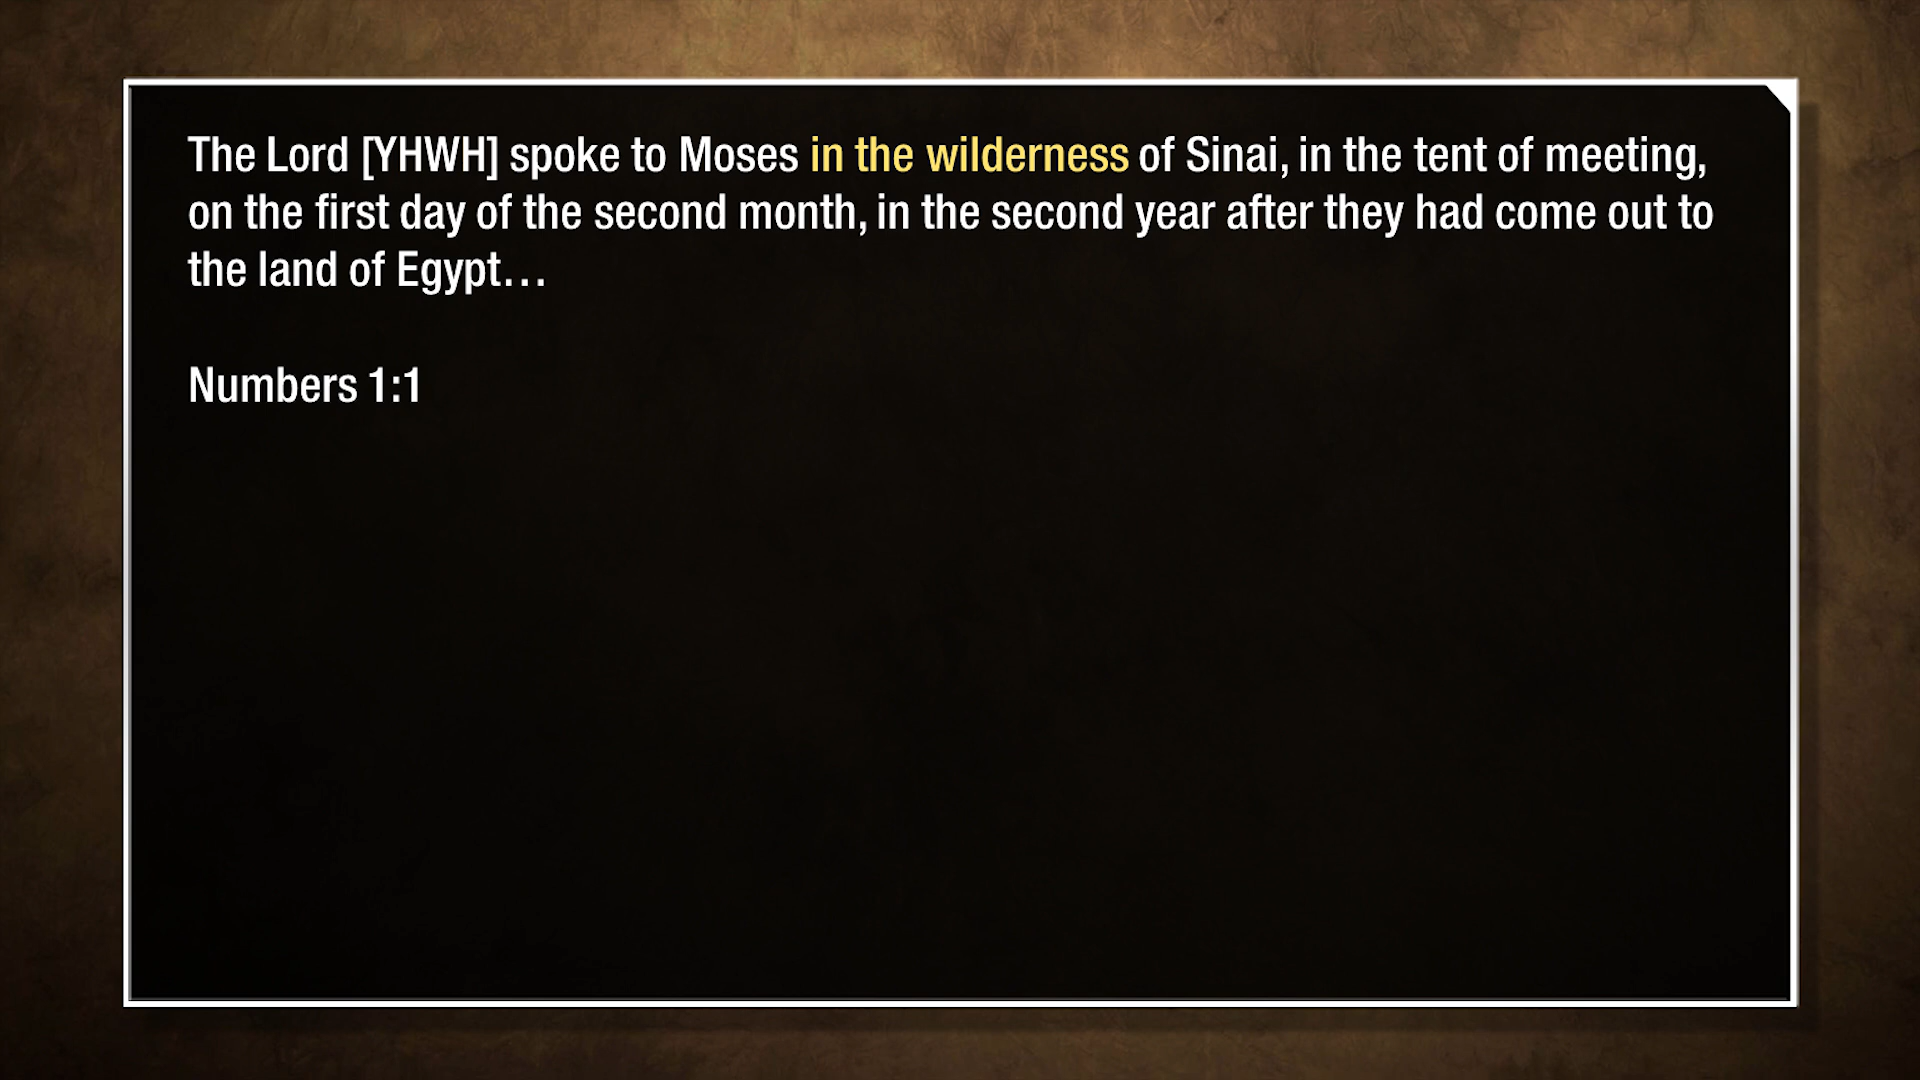 The Lord [YHWH] spoke to Moses in the wilderness of Sinai, in the tent of meeting,
on the first day of the second month, in the second year after they had come out to
the land of Egypt…
Numbers 1:1